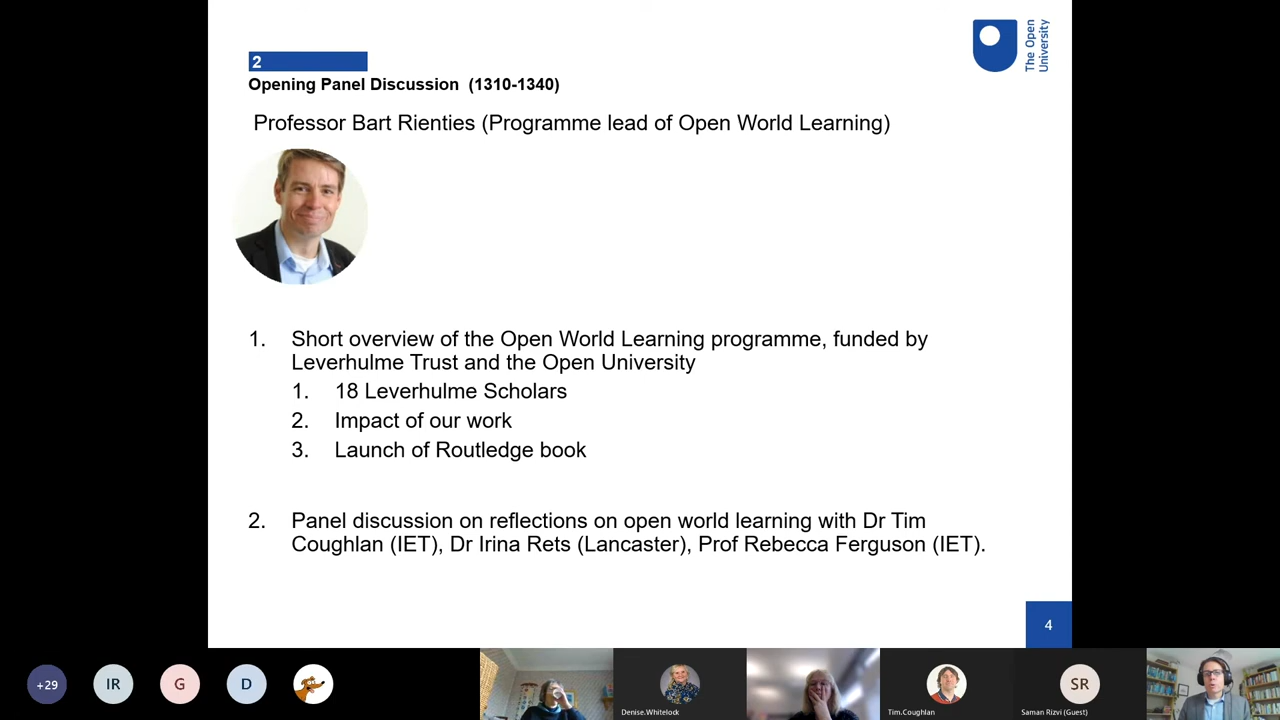 2
The Open
University
Opening Panel Discussion (1310-1340)
Professor Bart Rienties (Programme lead of Open World Learning)
1. Short overview of the Open World Learning programme, funded by
Leverhulme Trust and the Open University
1. 18 Leverhulme Scholars
2. Impact of our work
3. Launch of Routledge book
2. Panel discussion on reflections on open world learning with Dr Tim
Coughlan (IET), Dr Irina Rets (Lancaster), Prof Rebecca Ferguson (IET).
4
+29
IR
G
D
Denise.Whitelock
Tim.Coughlan
SR
Saman Rizvi (Guest)